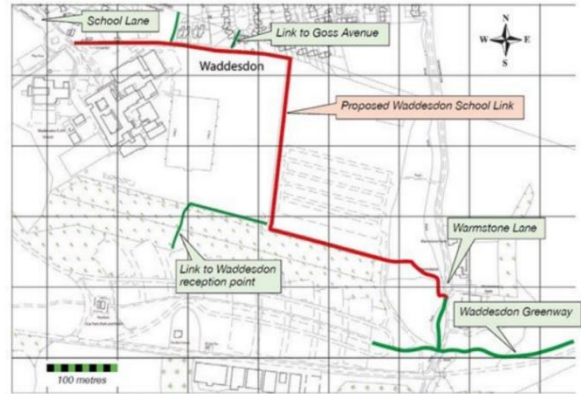 School Lane
Link to Goss Avenue
N
W
E
S
Waddesdon
Proposed Waddesdon School Link
Warmstone Lane
Link to Waddesdon
reception point
Waddesdon Greenway
100 metres